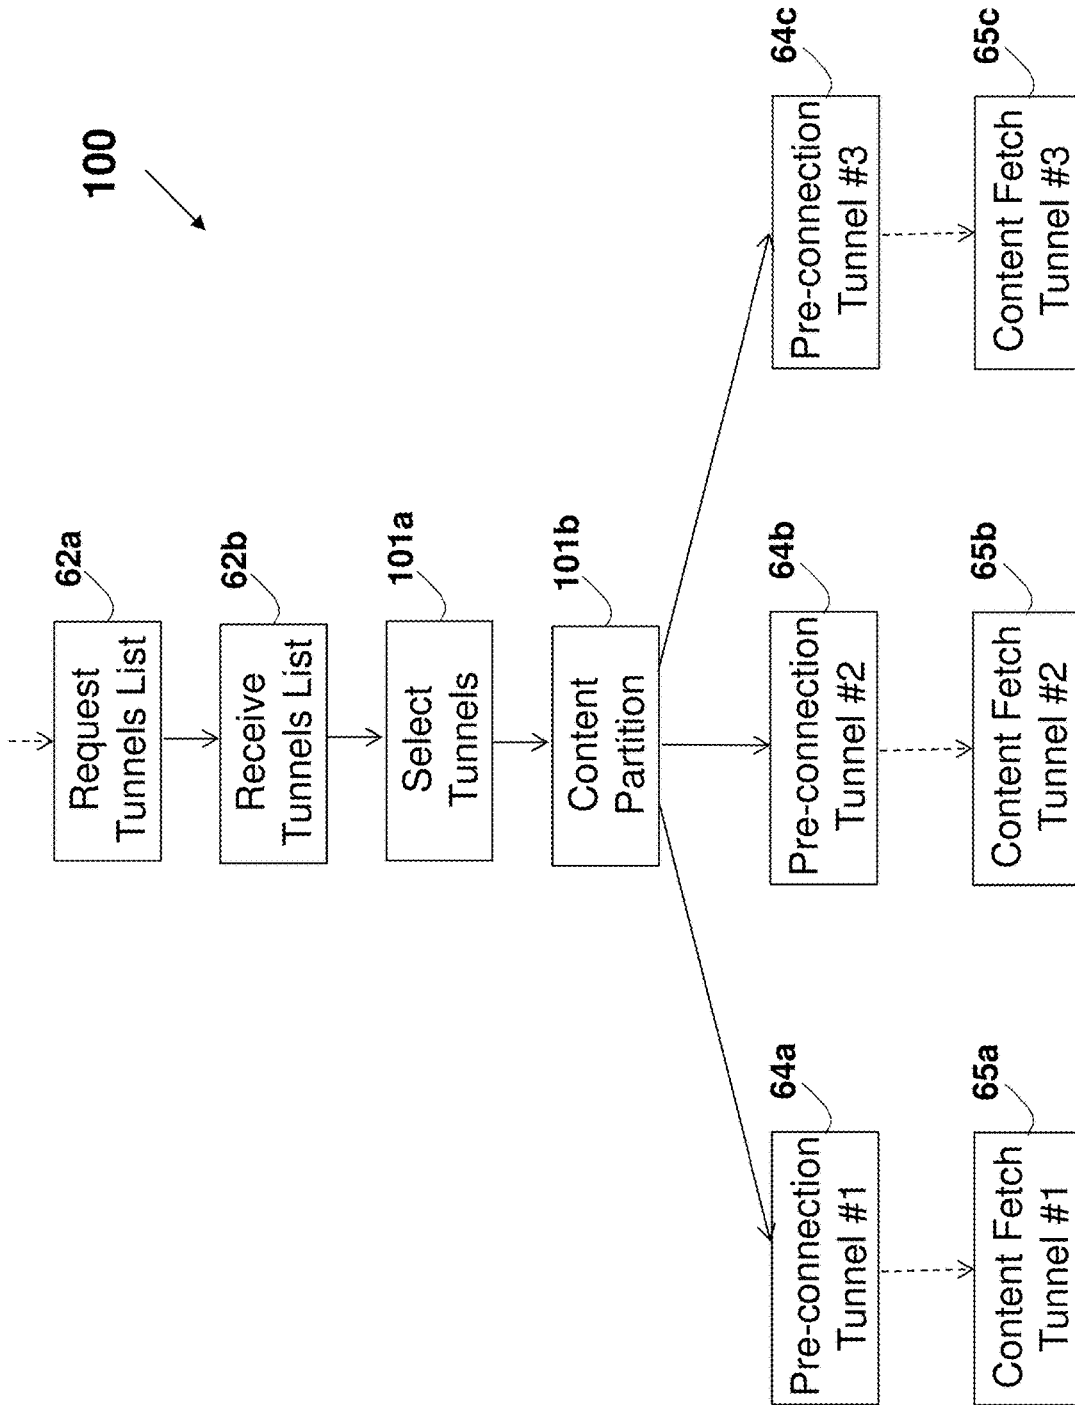 100
62a
Request
Tunnels List
62b
Receive
Tunnels List
101a
Select
Tunnels
101b
Content
Partition
64a
Pre-connection
Tunnel #1
64b
Pre-connection
Tunnel #2
64c
Pre-connection
Tunnel #3
65a
Content Fetch
Tunnel #1
65b
Content Fetch
Tunnel #2
65c
Content Fetch
Tunnel #3